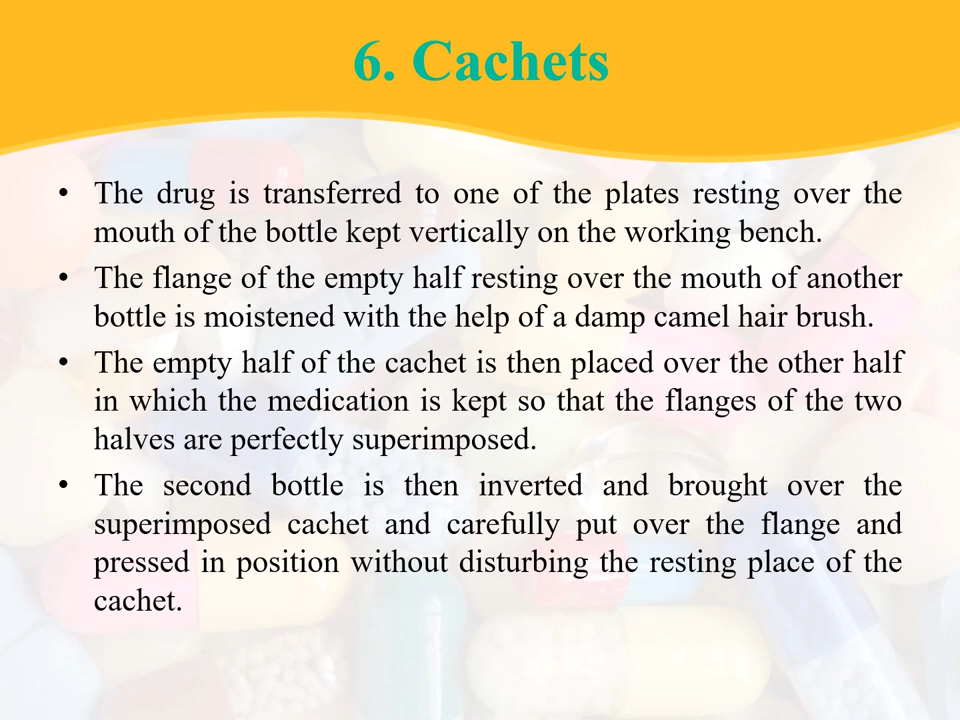 6. Cachets
• The drug is transferred to one of the plates resting over the
mouth of the bottle kept vertically on the working bench.
• The flange of the empty half resting over the mouth of another
bottle is moistened with the help of a damp camel hair brush.
• The empty half of the cachet is then placed over the other half
in which the medication is kept so that the flanges of the two
halves are perfectly superimposed.
• The second bottle is then inverted and brought over the
superimposed cachet and carefully put over the flange and
pressed in position without disturbing the resting place of the
cachet.